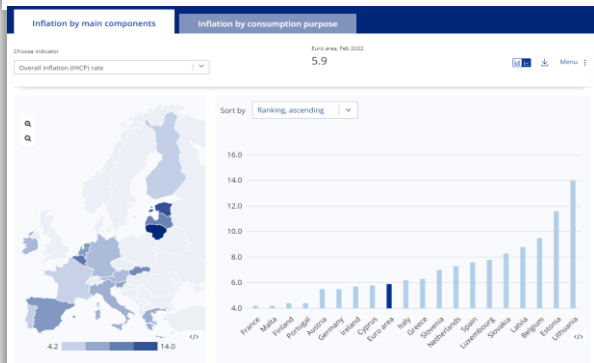 Inflation by main components
Inflation by consumption purpose
Choose indicator
Overall inflation (HICP) rate
Euro area, Feb 2022
5.9
Menu
Sort by
Ranking, ascending
16.0
14.0
12.0
10.0
8.0
6.0
4.0
France
Malta
Finland
Portugal
Austria
Germany
Ireland
Cyprus
Euro area
Italy
Greece
Slovenia
Netherlands
Spain
Luxembourg
Slovakia
Latvia
Belgium
Estonia
Lithuania
4.2
14.0
</>
</>